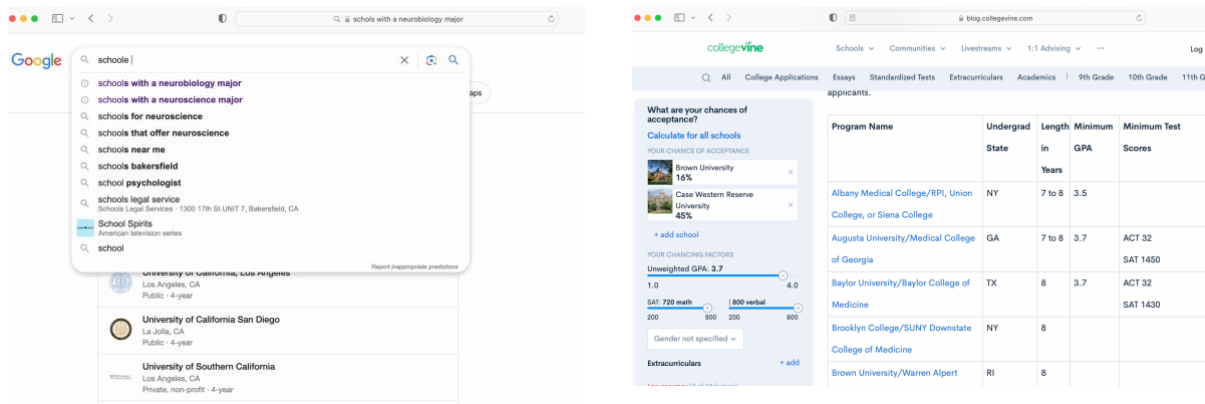 schols with a neurobiology major
Google
schoole
schools with a neurobiology major
schools with a neuroscience major
schools for neuroscience
schools that offer neuroscience
schools near me
schools bakersfield
school psychologist
schools legal service
Schools Legal Services · 1300 17th St UNIT 7, Bakersfield, CA
School Spirits
American television series
school
Report inappropriate predictions
aps
University of California, Los Angeles
Los Angeles, CA
Public · 4-year
University of California San Diego
La Jolla, CA
Public · 4-year
University of Southern California
Los Angeles, CA
Private, non-profit · 4-year
blog.collegevine.com
collegevine
Schools Communities Livestreams 1:1 Advising ··· Log
All College Applications Essays Standardized Tests Extracurriculars Academics 9th Grade 10th Grade 11th G
applicants.
What are your chances of
acceptance?
Calculate for all schools
YOUR CHANCE OF ACCEPTANCE
Brown University
16%
Case Western Reserve
University
45%
+ add school
YOUR CHANCING FACTORS
Unweighted GPA: 3.7
1.0 4.0
SAT: 720 math | 800 verbal
200 800 200 800
Gender not specified
Extracurriculars + add
Program Name Undergrad Length Minimum Minimum Test
State in GPA Scores
Years
Albany Medical College/RPI, Union NY 7 to 8 3.5
College, or Siena College
Augusta University/Medical College GA 7 to 8 3.7 ACT 32
of Georgia SAT 1450
Baylor University/Baylor College of TX 8 3.7 ACT 32
Medicine SAT 1430
Brooklyn College/SUNY Downstate NY 8
College of Medicine
Brown University/Warren Alpert RI 8